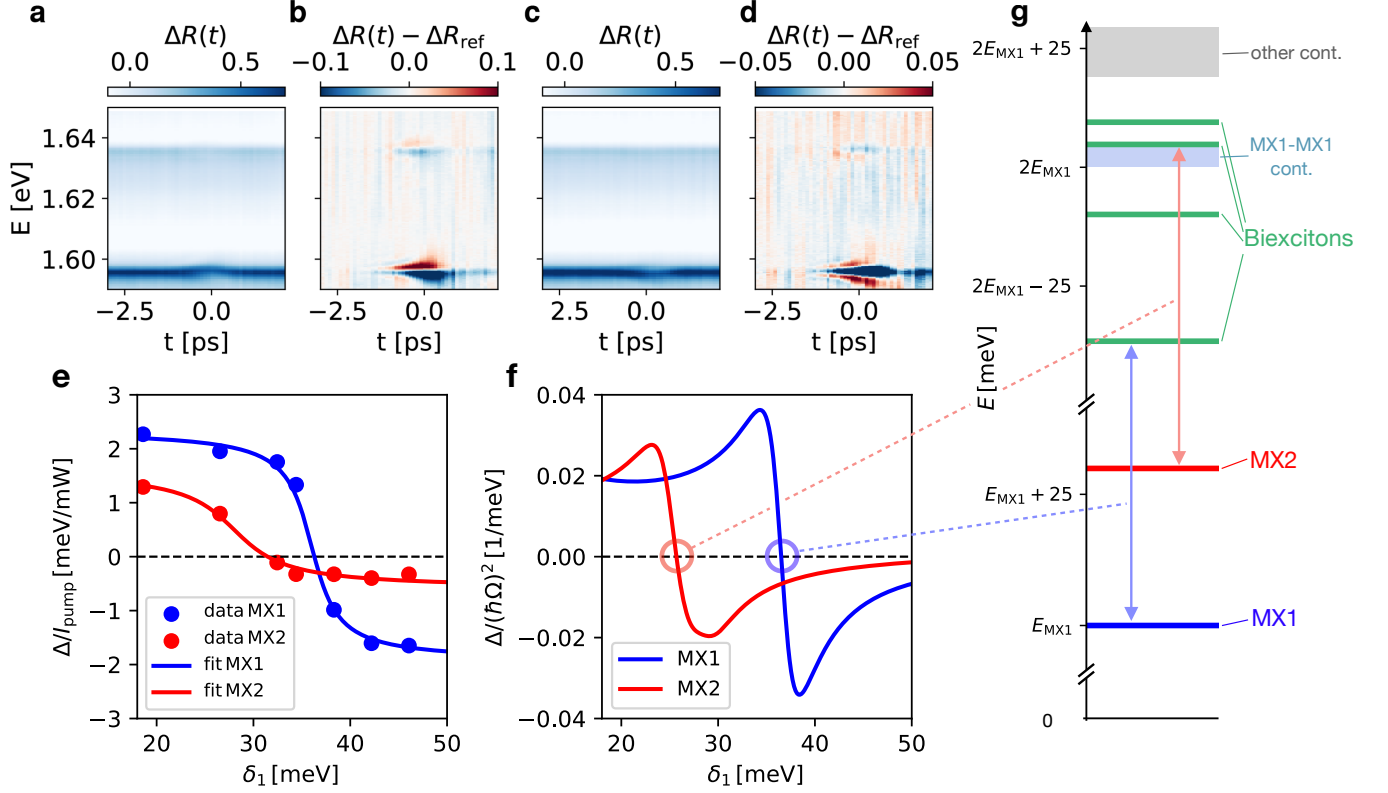 a b c d g
ΔR(t)
0.0 0.5
ΔR(t) − ΔR_ref
−0.1 0.0 0.1
ΔR(t)
0.0 0.5
ΔR(t) − ΔR_ref
−0.05 0.00 0.05
E [eV]
1.64
1.62
1.60
−2.5 0.0
t [ps]
−2.5 0.0
t [ps]
2.5 0.0
t [ps]
−2.5 0.0
t [ps]
e
Δ/I_pump [meV/mW]
3
2
1
0
−1
−2
−3
data MX1
data MX2
fit MX1
fit MX2
20 30 40 50
δ₁ [meV]
f
Δ/(ℏΩ)² [1/meV]
0.04
0.02
0.00
−0.02
−0.04
MX1
MX2
20 30 40 50
δ₁ [meV]
E [meV]
2E_MX1 + 25
2E_MX1
2E_MX1 − 25
E_MX1 + 25
E_MX1
0
other cont.
MX1-MX1
cont.
Biexcitons
MX2
MX1